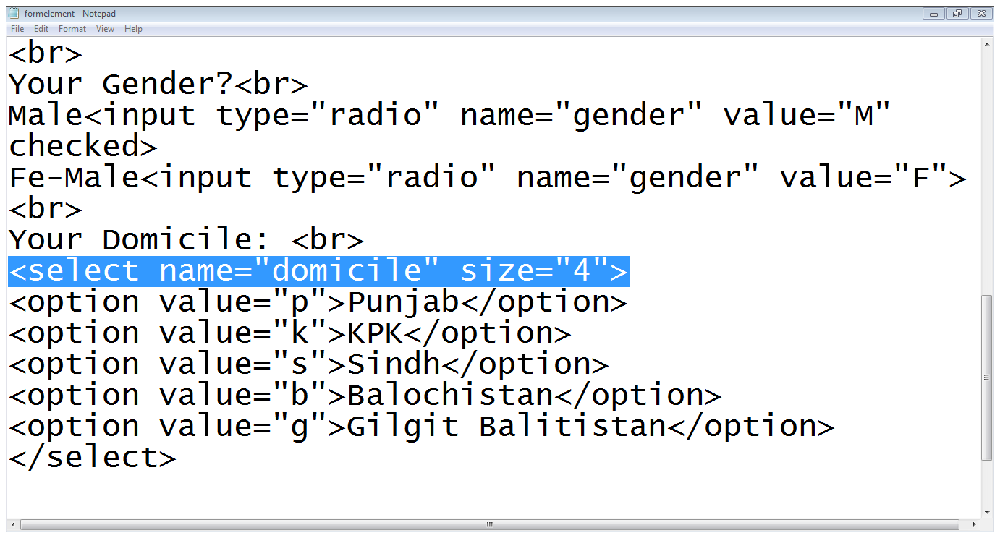 formelement - Notepad
File Edit Format View Help
<br>
Your Gender?<br>
Male<input type="radio" name="gender" value="M"
checked>
Fe-Male<input type="radio" name="gender" value="F">
<br>
Your Domicile: <br>
<select name="domicile" size="4">
<option value="p">Punjab</option>
<option value="k">KPK</option>
<option value="s">Sindh</option>
<option value="b">Balochistan</option>
<option value="g">Gilgit Balitistan</option>
</select>